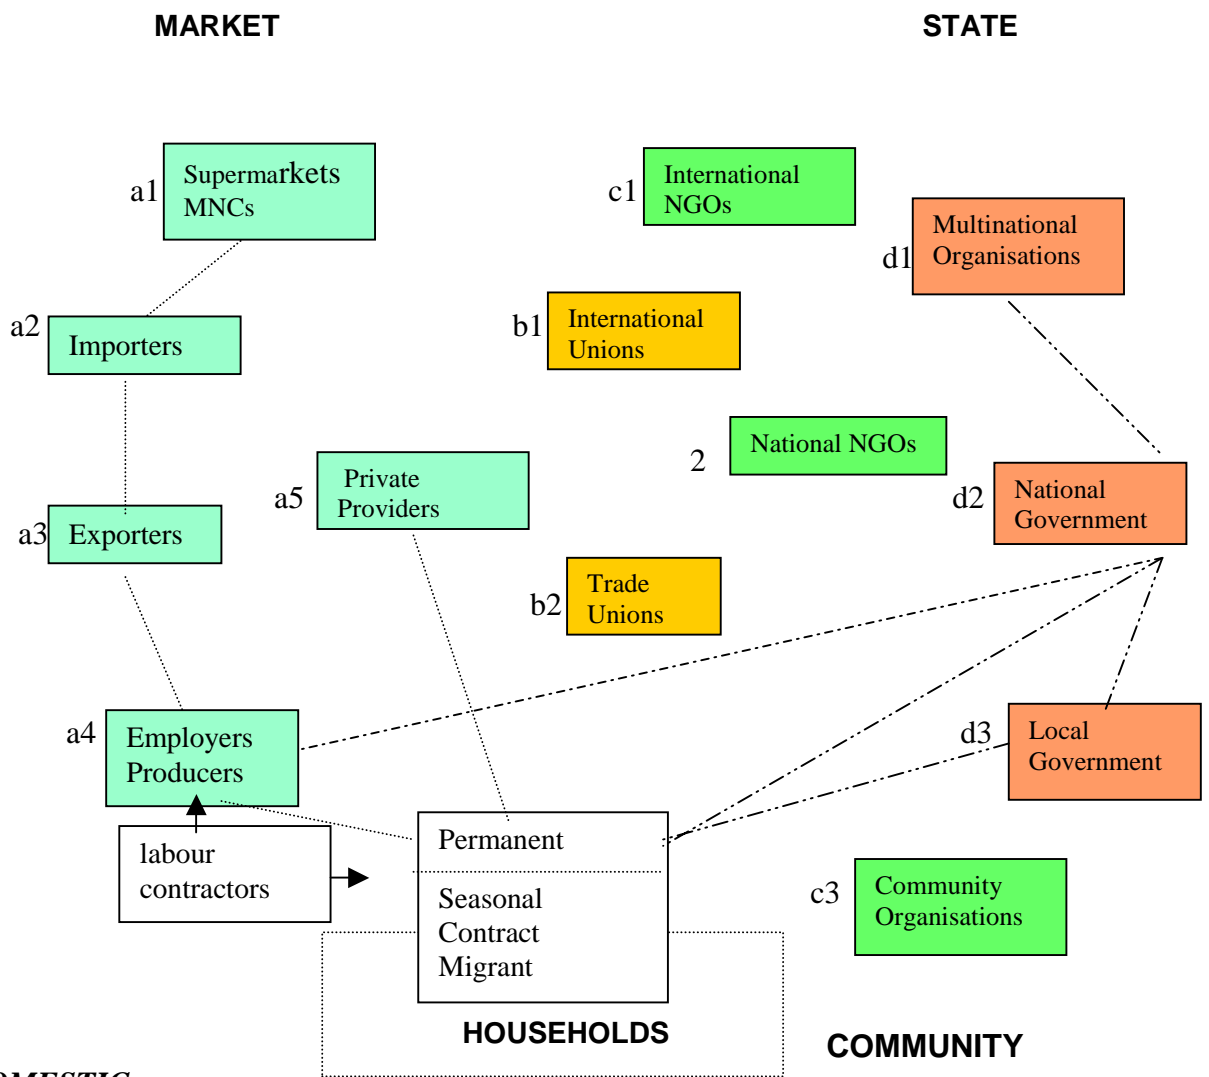 MARKET
STATE
a1
Supermarkets
MNCs
c1
International
NGOs
d1
Multinational
Organisations
a2
Importers
b1
International
Unions
2
National NGOs
a5
Private
Providers
d2
National
Government
a3
Exporters
b2
Trade
Unions
a4
Employers
Producers
d3
Local
Government
labour
contractors
Permanent
Seasonal
Contract
Migrant
c3
Community
Organisations
HOUSEHOLDS
COMMUNITY